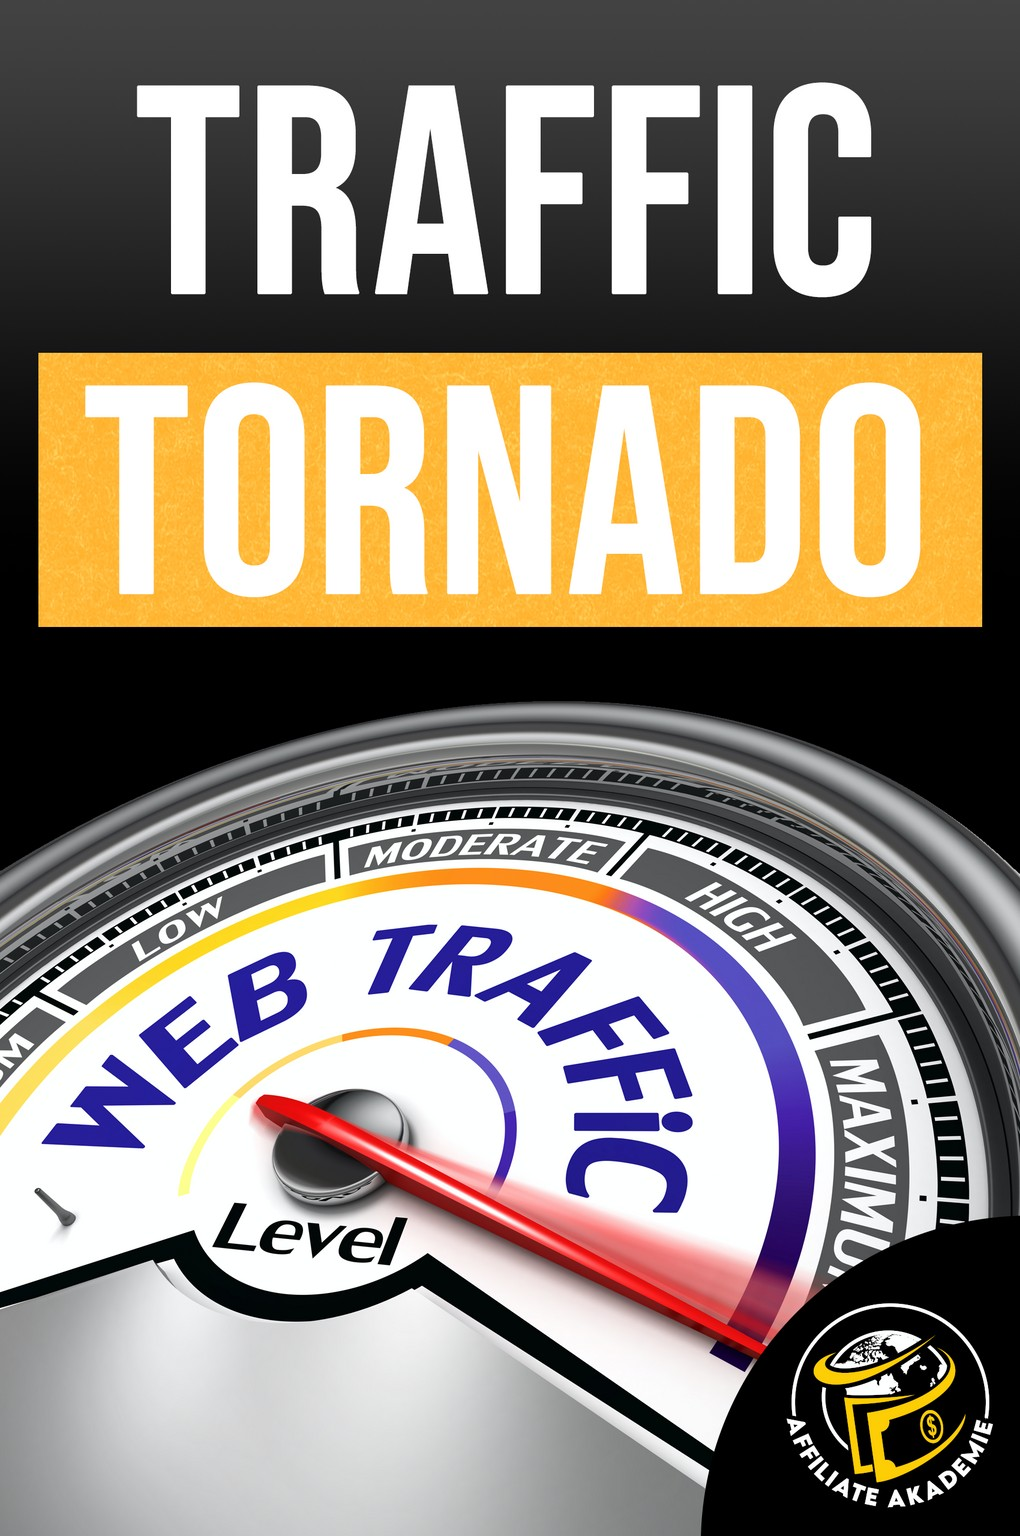 TRAFFIC
TORNADO
LOW
MODERATE
HIGH
WEB TRAFFiC
Level
AFFILIATE AKADEMIE